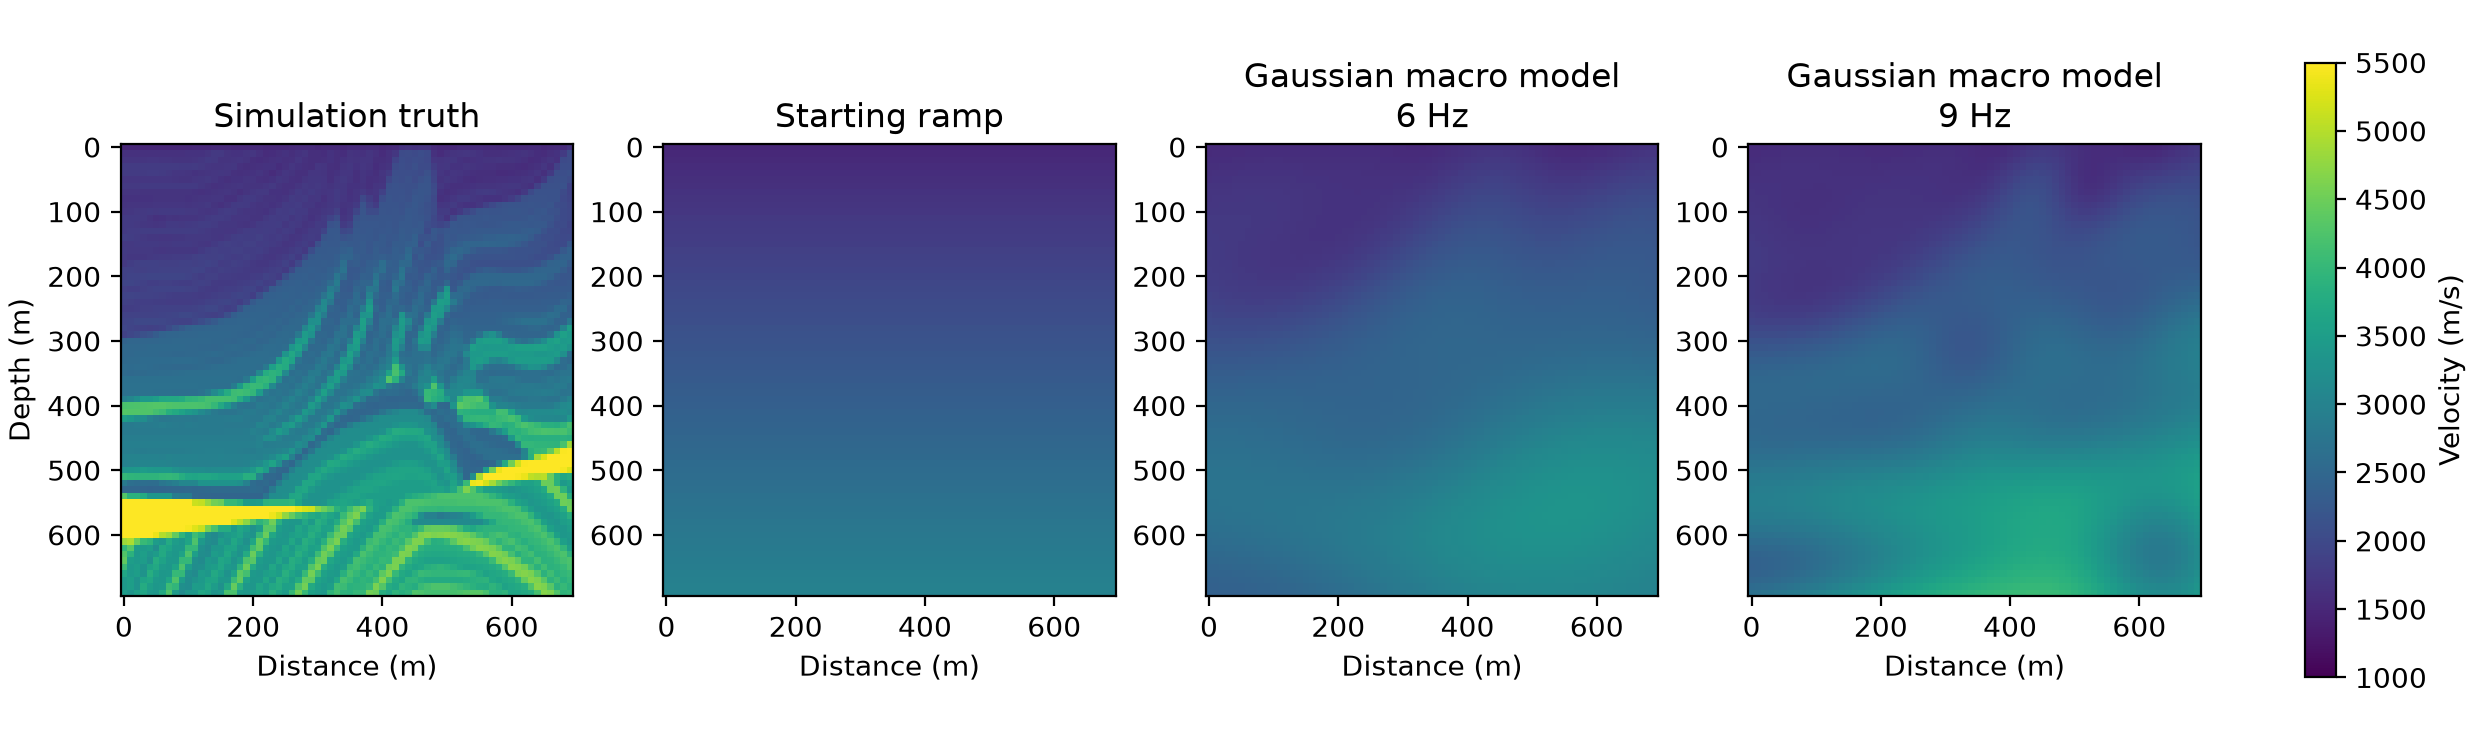 Simulation truth
Starting ramp
Gaussian macro model
6 Hz
Gaussian macro model
9 Hz
Depth (m)
0
100
200
300
400
500
600
0 200 400 600
Distance (m)
0
100
200
300
400
500
600
0 200 400 600
Distance (m)
0
100
200
300
400
500
600
0 200 400 600
Distance (m)
0
100
200
300
400
500
600
0 200 400 600
Distance (m)
5500
5000
4500
4000
3500
3000
2500
2000
1500
1000
Velocity (m/s)